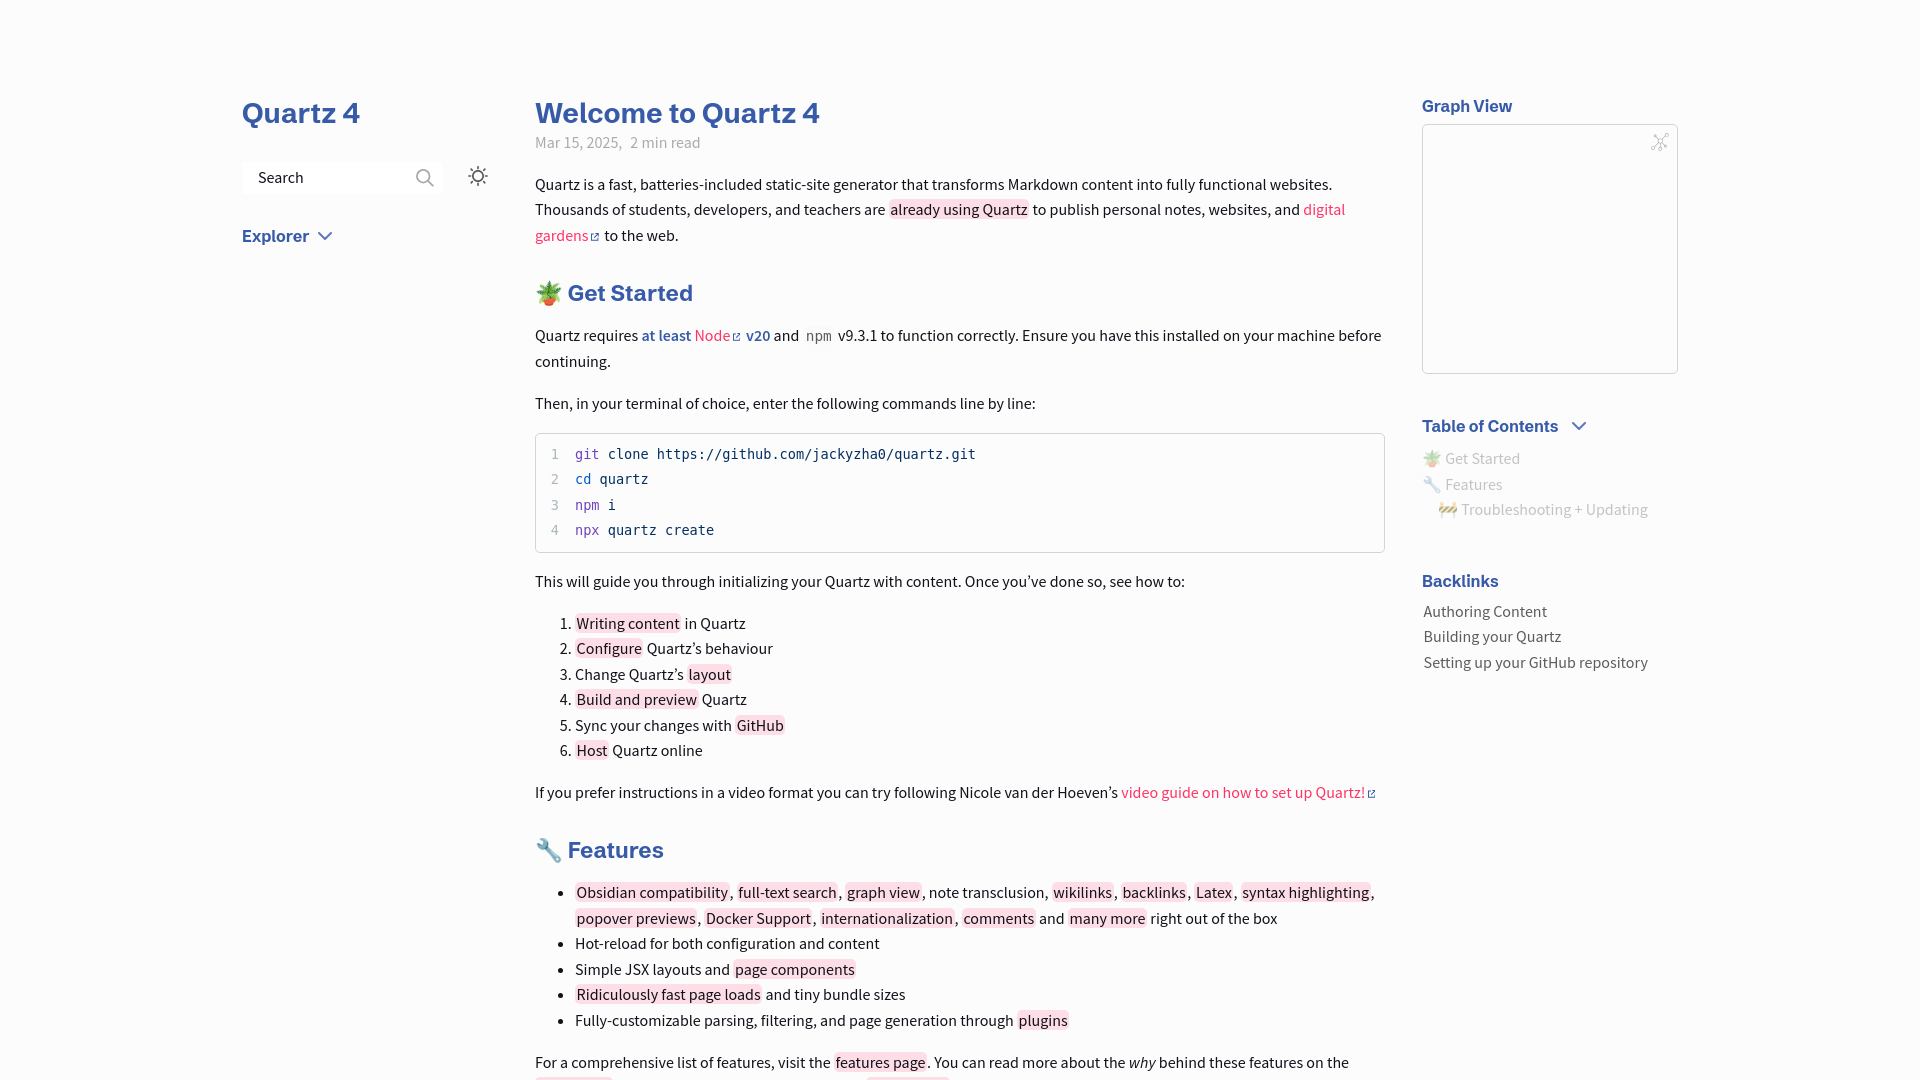 Quartz 4
Search
Explorer
Welcome to Quartz 4
Mar 15, 2025, 2 min read
Quartz is a fast, batteries-included static-site generator that transforms Markdown content into fully functional websites.
Thousands of students, developers, and teachers are already using Quartz to publish personal notes, websites, and digital
gardens to the web.
🪴 Get Started
Quartz requires at least Node v20 and npm v9.3.1 to function correctly. Ensure you have this installed on your machine before
continuing.
Then, in your terminal of choice, enter the following commands line by line:
1 git clone https://github.com/jackyzha0/quartz.git
2 cd quartz
3 npm i
4 npx quartz create
This will guide you through initializing your Quartz with content. Once you’ve done so, see how to:
1. Writing content in Quartz
2. Configure Quartz’s behaviour
3. Change Quartz’s layout
4. Build and preview Quartz
5. Sync your changes with GitHub
6. Host Quartz online
If you prefer instructions in a video format you can try following Nicole van der Hoeven’s video guide on how to set up Quartz!
🔧 Features
• Obsidian compatibility, full-text search, graph view, note transclusion, wikilinks, backlinks, Latex, syntax highlighting,
popover previews, Docker Support, internationalization, comments and many more right out of the box
• Hot-reload for both configuration and content
• Simple JSX layouts and page components
• Ridiculously fast page loads and tiny bundle sizes
• Fully-customizable parsing, filtering, and page generation through plugins
For a comprehensive list of features, visit the features page. You can read more about the why behind these features on the
Graph View
Table of Contents
🪴 Get Started
🔧 Features
🚧 Troubleshooting + Updating
Backlinks
Authoring Content
Building your Quartz
Setting up your GitHub repository